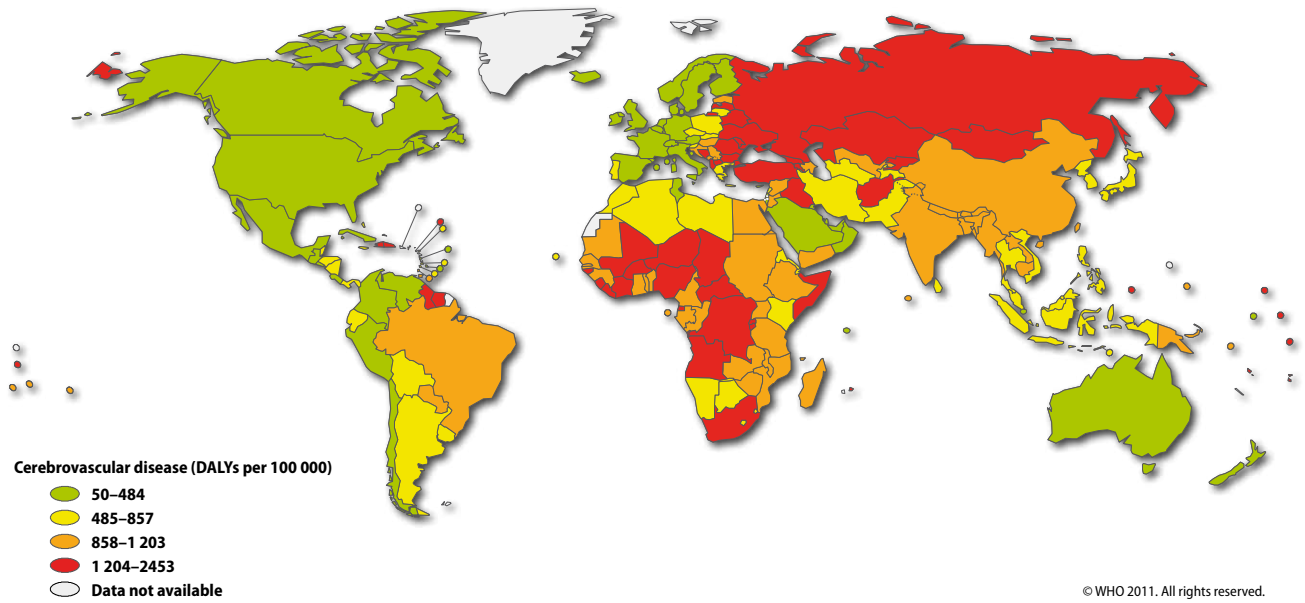 Cerebrovascular disease (DALYs per 100 000)
50–484
485–857
858–1 203
1 204–2453
Data not available
© WHO 2011. All rights reserved.